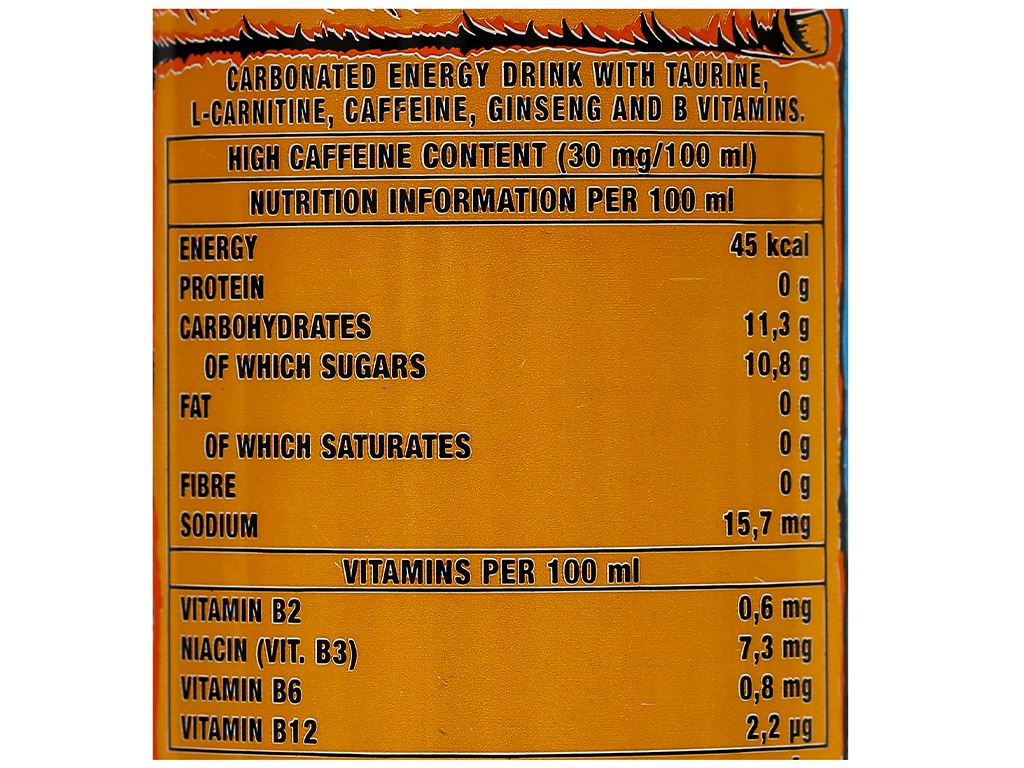 CARBONATED ENERGY DRINK WITH TAURINE,
L-CARNITINE, CAFFEINE, GINSENG AND B VITAMINS.
HIGH CAFFEINE CONTENT (30 mg/100 ml)
NUTRITION INFORMATION PER 100 ml
ENERGY 45 kcal
PROTEIN 0 g
CARBOHYDRATES 11,3 g
OF WHICH SUGARS 10,8 g
FAT 0 g
OF WHICH SATURATES 0 g
FIBRE 0 g
SODIUM 15,7 mg
VITAMINS PER 100 ml
VITAMIN B2 0,6 mg
NIACIN (VIT. B3) 7,3 mg
VITAMIN B6 0,8 mg
VITAMIN B12 2,2 µg